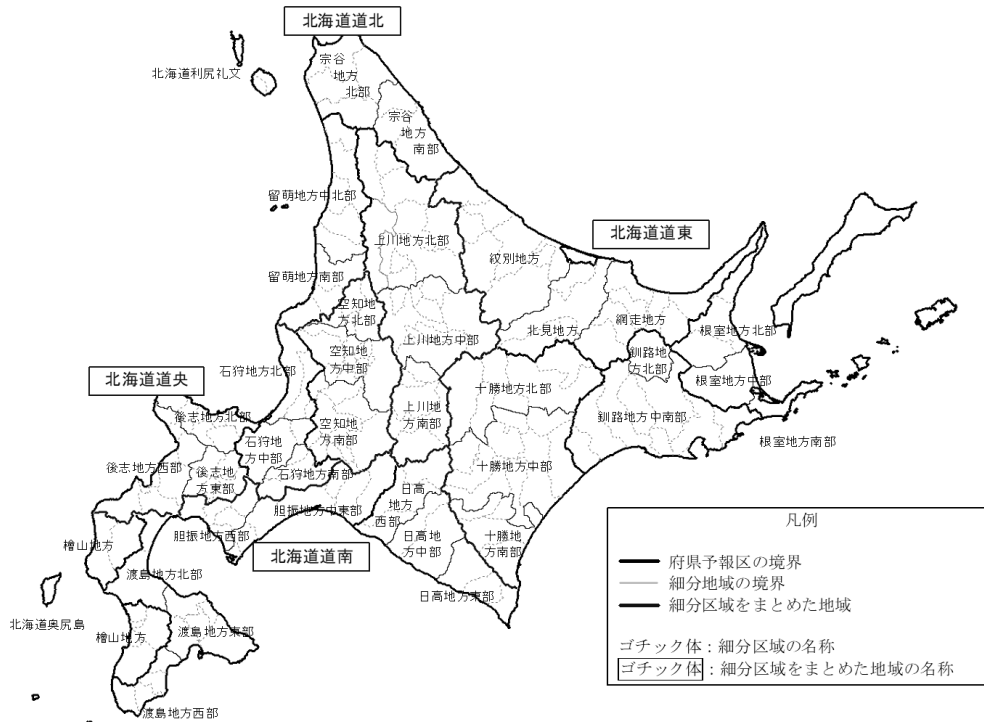 北海道道北
宗谷
地方
北部
北海道利尻礼文
宗谷
地方
南部
留萌地方中北部
北海道道東
上川地方北部
紋別地方
留萌地方南部
空知地
方北部
北見地方
網走地方
根室地方北部
上川地方中部
空知地
方中部
釧路地
方北部
石狩地方北部
根室地方中部
北海道道央
十勝地方北部
上川地
方南部
後志地方北部
釧路地方中南部
空知地
方南部
石狩地
方中部
根室地方南部
後志地方西部
後志地
方東部
石狩地方南部
十勝地方中部
日高
地方
西部
胆振地方中東部
胆振地方西部
日高地
方中部
十勝地
方南部
檜山地方
北海道道南
渡島地方北部
日高地方東部
北海道奥尻島
檜山地方
渡島地方東部
渡島地方西部
凡例
府県予報区の境界
細分地域の境界
細分区域をまとめた地域
ゴチック体：細分区域の名称
ゴチック体：細分区域をまとめた地域の名称